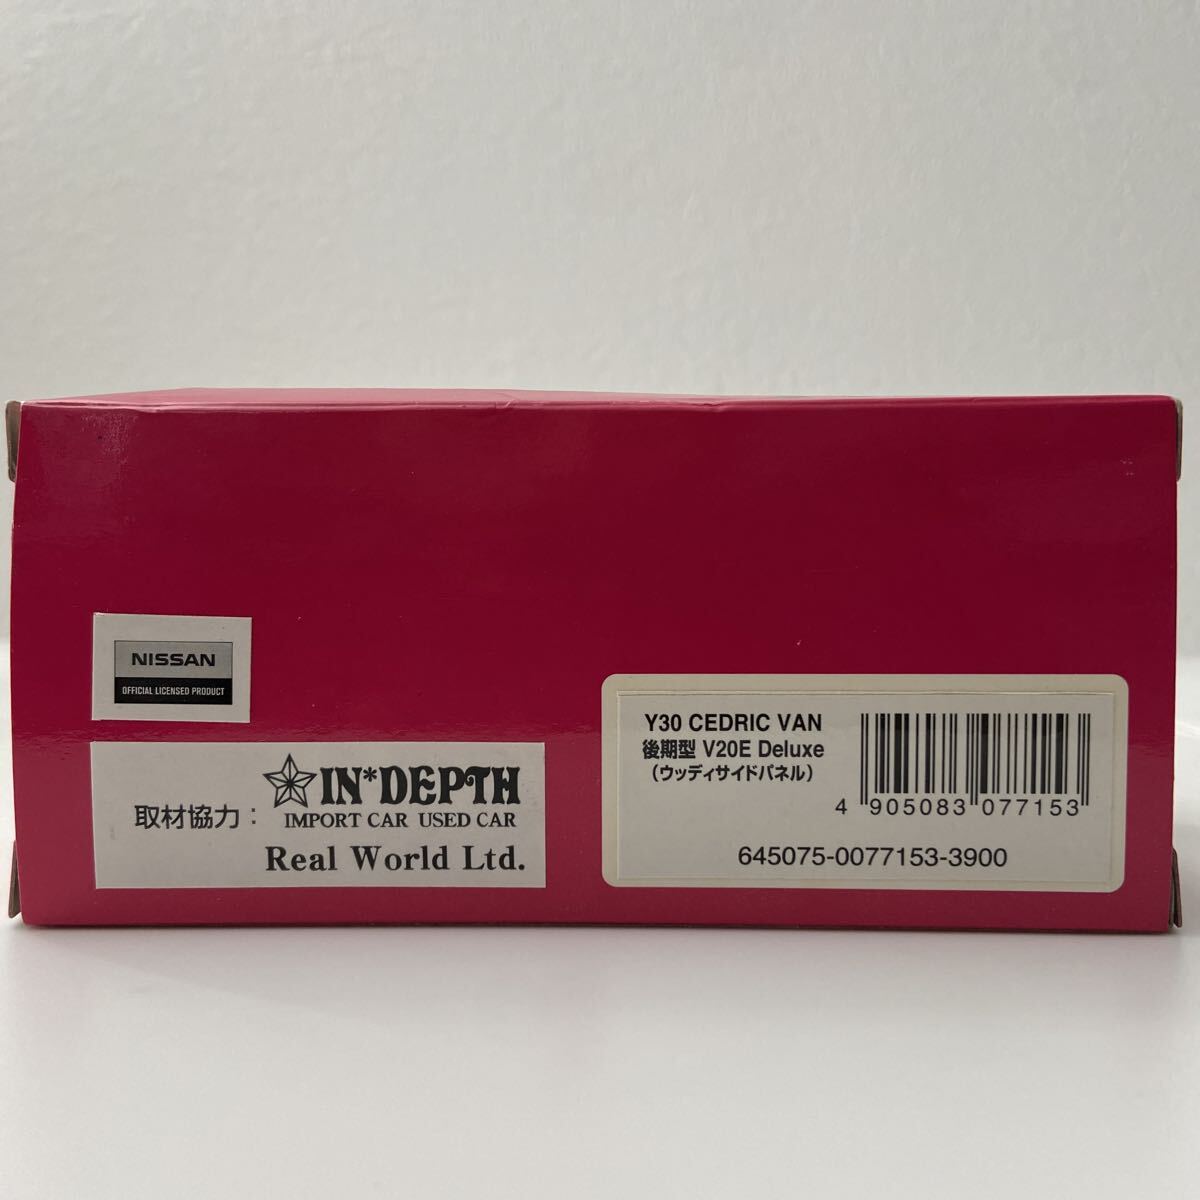 NISSAN
OFFICIAL LICENSED PRODUCT
取材協力：
IN*DEPTH
IMPORT CAR USED CAR
Real World Ltd.
Y30 CEDRIC VAN
後期型 V20E Deluxe
（ウッディサイドパネル）
4 905083 077153
645075-0077153-3900